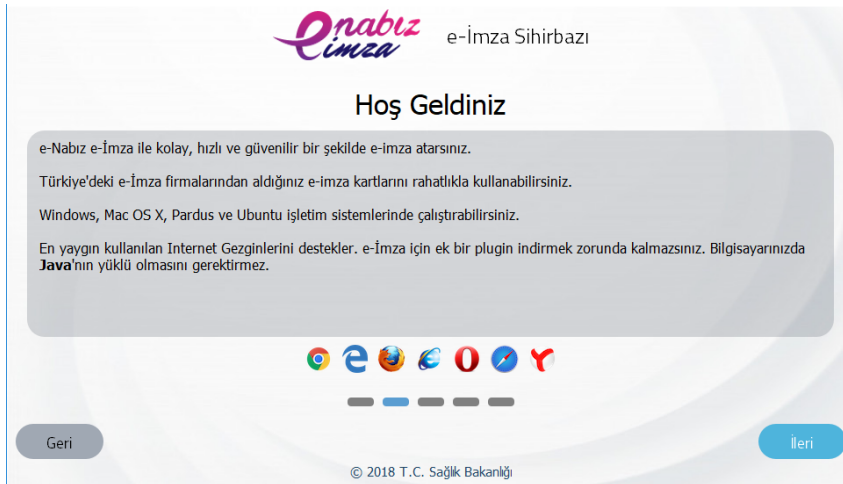 enabız
eimza
e-İmza Sihirbazı
Hoş Geldiniz
e-Nabız e-İmza ile kolay, hızlı ve güvenilir bir şekilde e-imza atarsınız.
Türkiye'deki e-İmza firmalarından aldığınız e-imza kartlarını rahatlıkla kullanabilirsiniz.
Windows, Mac OS X, Pardus ve Ubuntu işletim sistemlerinde çalıştırabilirsiniz.
En yaygın kullanılan Internet Gezginlerini destekler. e-İmza için ek bir plugin indirmek zorunda kalmazsınız. Bilgisayarınızda
Java'nın yüklü olmasını gerektirmez.
Geri
İleri
© 2018 T.C. Sağlık Bakanlığı